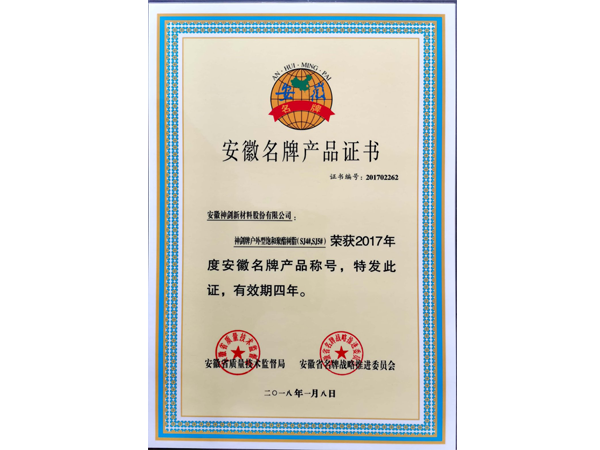 AN·HUI·MING·PAI
安徽
名牌
安徽名牌产品证书
证书编号：201702262
安徽神剑新材料股份有限公司：
神剑牌户外型饱和聚酯树脂(SJ4#,SJ5#) 荣获2017年
度安徽名牌产品称号，特发此
证，有效期四年。
安徽省质量技术监督局 安徽省名牌战略推进委员会
二〇一八年一月八日